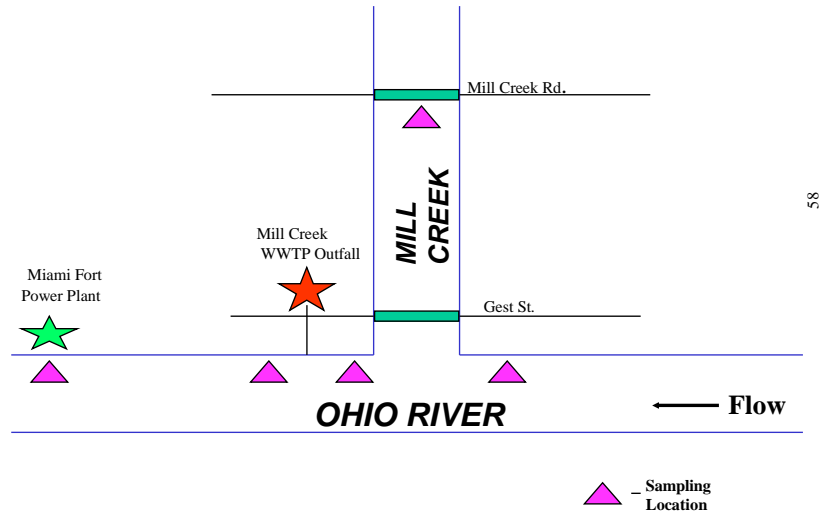 Mill Creek Rd.
MILL
CREEK
58
Mill Creek
WWTP Outfall
Miami Fort
Power Plant
Gest St.
OHIO RIVER
Flow
– Sampling
Location